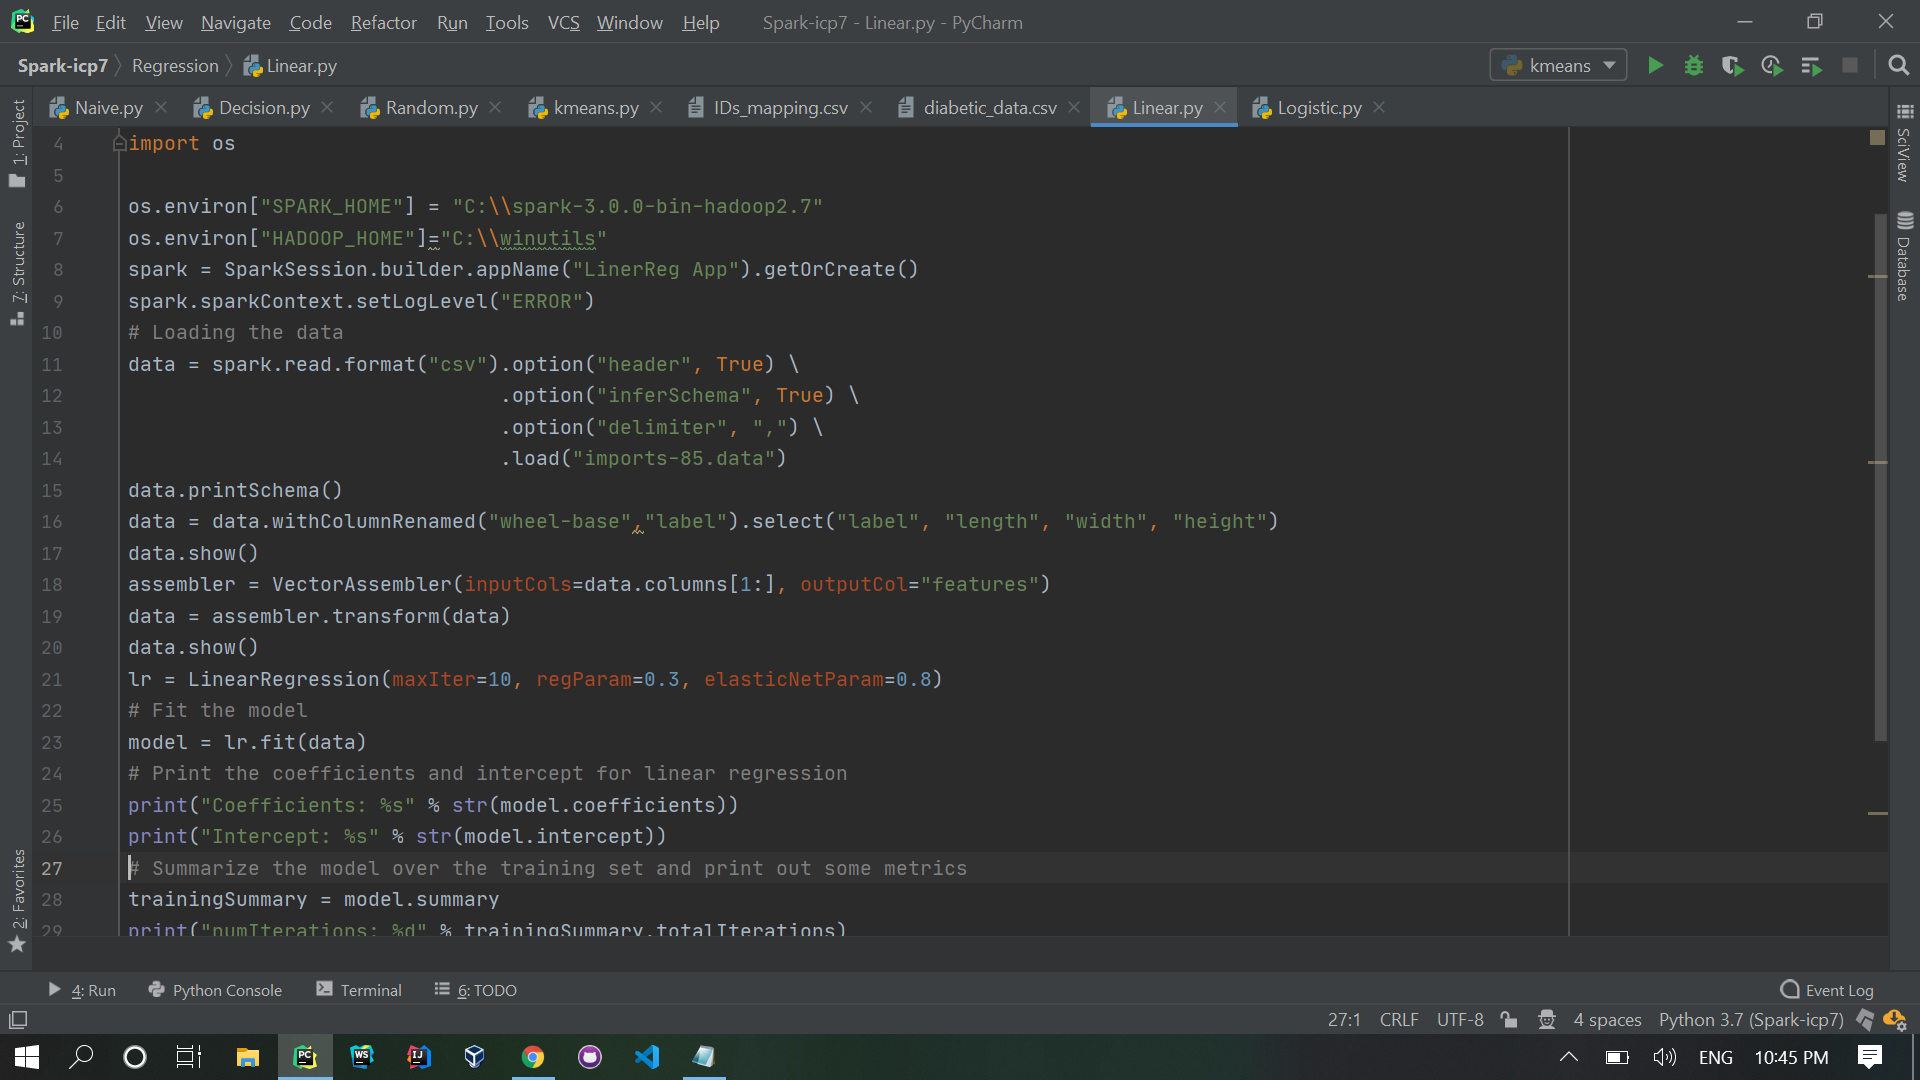 File Edit View Navigate Code Refactor Run Tools VCS Window Help Spark-icp7 - Linear.py - PyCharm
Spark-icp7 Regression Linear.py kmeans
Naive.py Decision.py Random.py kmeans.py IDs_mapping.csv diabetic_data.csv Linear.py Logistic.py
1: Project
7: Structure
2: Favorites
SciView
Database
4 import os
5
6 os.environ["SPARK_HOME"] = "C:\\spark-3.0.0-bin-hadoop2.7"
7 os.environ["HADOOP_HOME"]="C:\\winutils"
8 spark = SparkSession.builder.appName("LinerReg App").getOrCreate()
9 spark.sparkContext.setLogLevel("ERROR")
10 # Loading the data
11 data = spark.read.format("csv").option("header", True) \
12 .option("inferSchema", True) \
13 .option("delimiter", ",") \
14 .load("imports-85.data")
15 data.printSchema()
16 data = data.withColumnRenamed("wheel-base","label").select("label", "length", "width", "height")
17 data.show()
18 assembler = VectorAssembler(inputCols=data.columns[1:], outputCol="features")
19 data = assembler.transform(data)
20 data.show()
21 lr = LinearRegression(maxIter=10, regParam=0.3, elasticNetParam=0.8)
22 # Fit the model
23 model = lr.fit(data)
24 # Print the coefficients and intercept for linear regression
25 print("Coefficients: %s" % str(model.coefficients))
26 print("Intercept: %s" % str(model.intercept))
27 # Summarize the model over the training set and print out some metrics
28 trainingSummary = model.summary
29 print("numIterations: %d" % trainingSummary.totalIterations)
4: Run Python Console Terminal 6: TODO Event Log
27:1 CRLF UTF-8 4 spaces Python 3.7 (Spark-icp7)
PC WS IJ ENG 10:45 PM